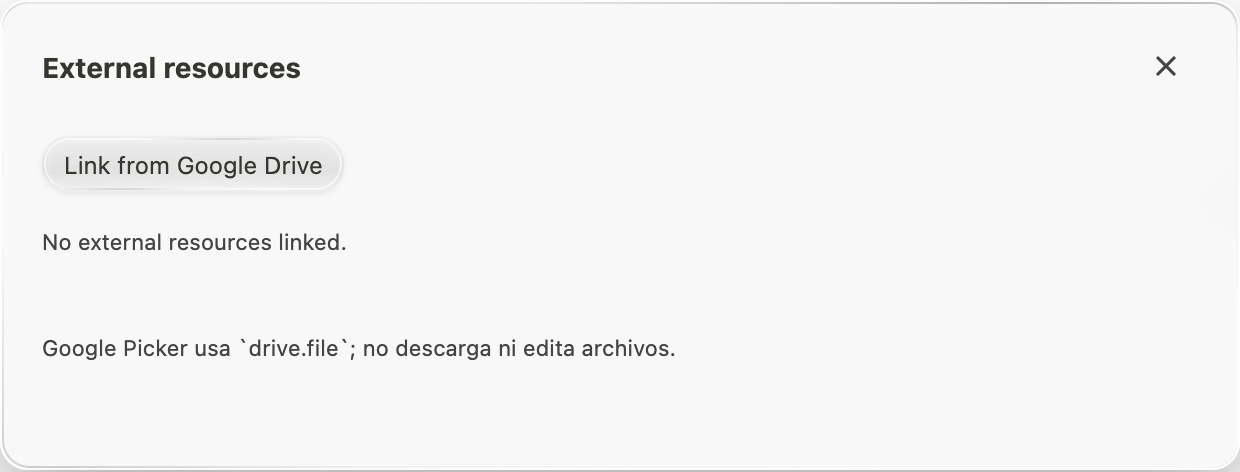 External resources
Link from Google Drive
No external resources linked.
Google Picker usa `drive.file`; no descarga ni edita archivos.